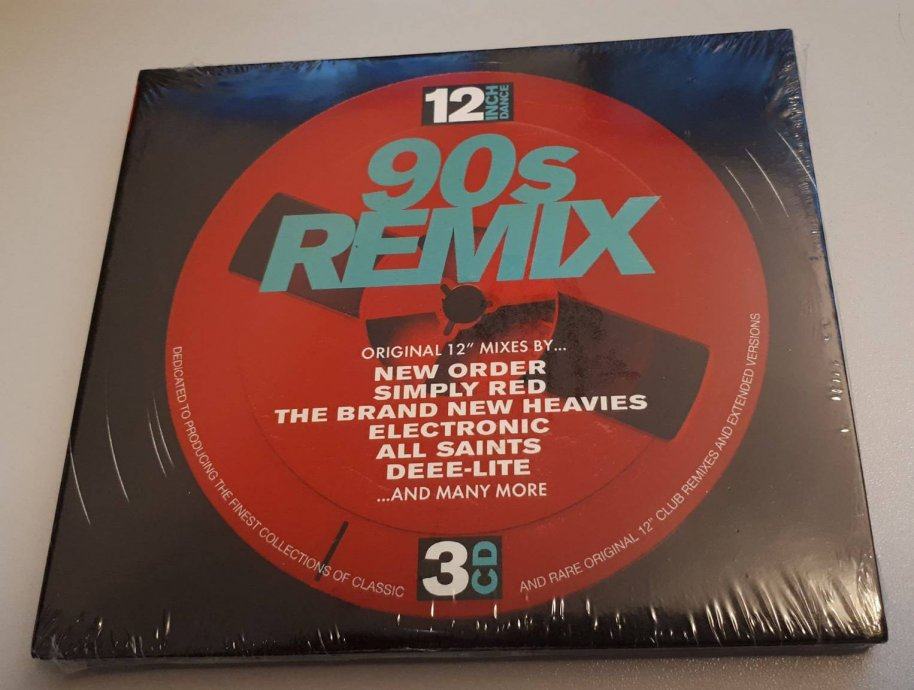 12 INCH DANCE
90s
REMIX
ORIGINAL 12" MIXES BY...
NEW ORDER
SIMPLY RED
THE BRAND NEW HEAVIES
ELECTRONIC
ALL SAINTS
DEEE-LITE
...AND MANY MORE
DEDICATED TO PRODUCING THE FINEST COLLECTIONS OF CLASSIC
AND RARE ORIGINAL 12" CLUB REMIXES AND EXTENDED VERSIONS
3 CD